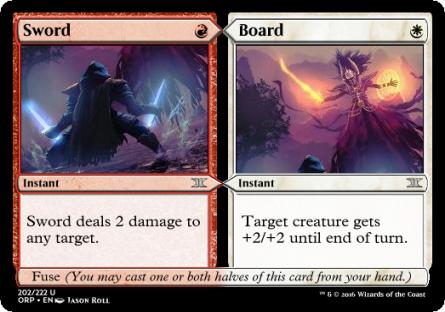 Sword
Board
Instant
Instant
Sword deals 2 damage to
any target.
Target creature gets
+2/+2 until end of turn.
Fuse (You may cast one or both halves of this card from your hand.)
202/222 U
ORP • EN Jason Roll
™ & © 2016 Wizards of the Coast